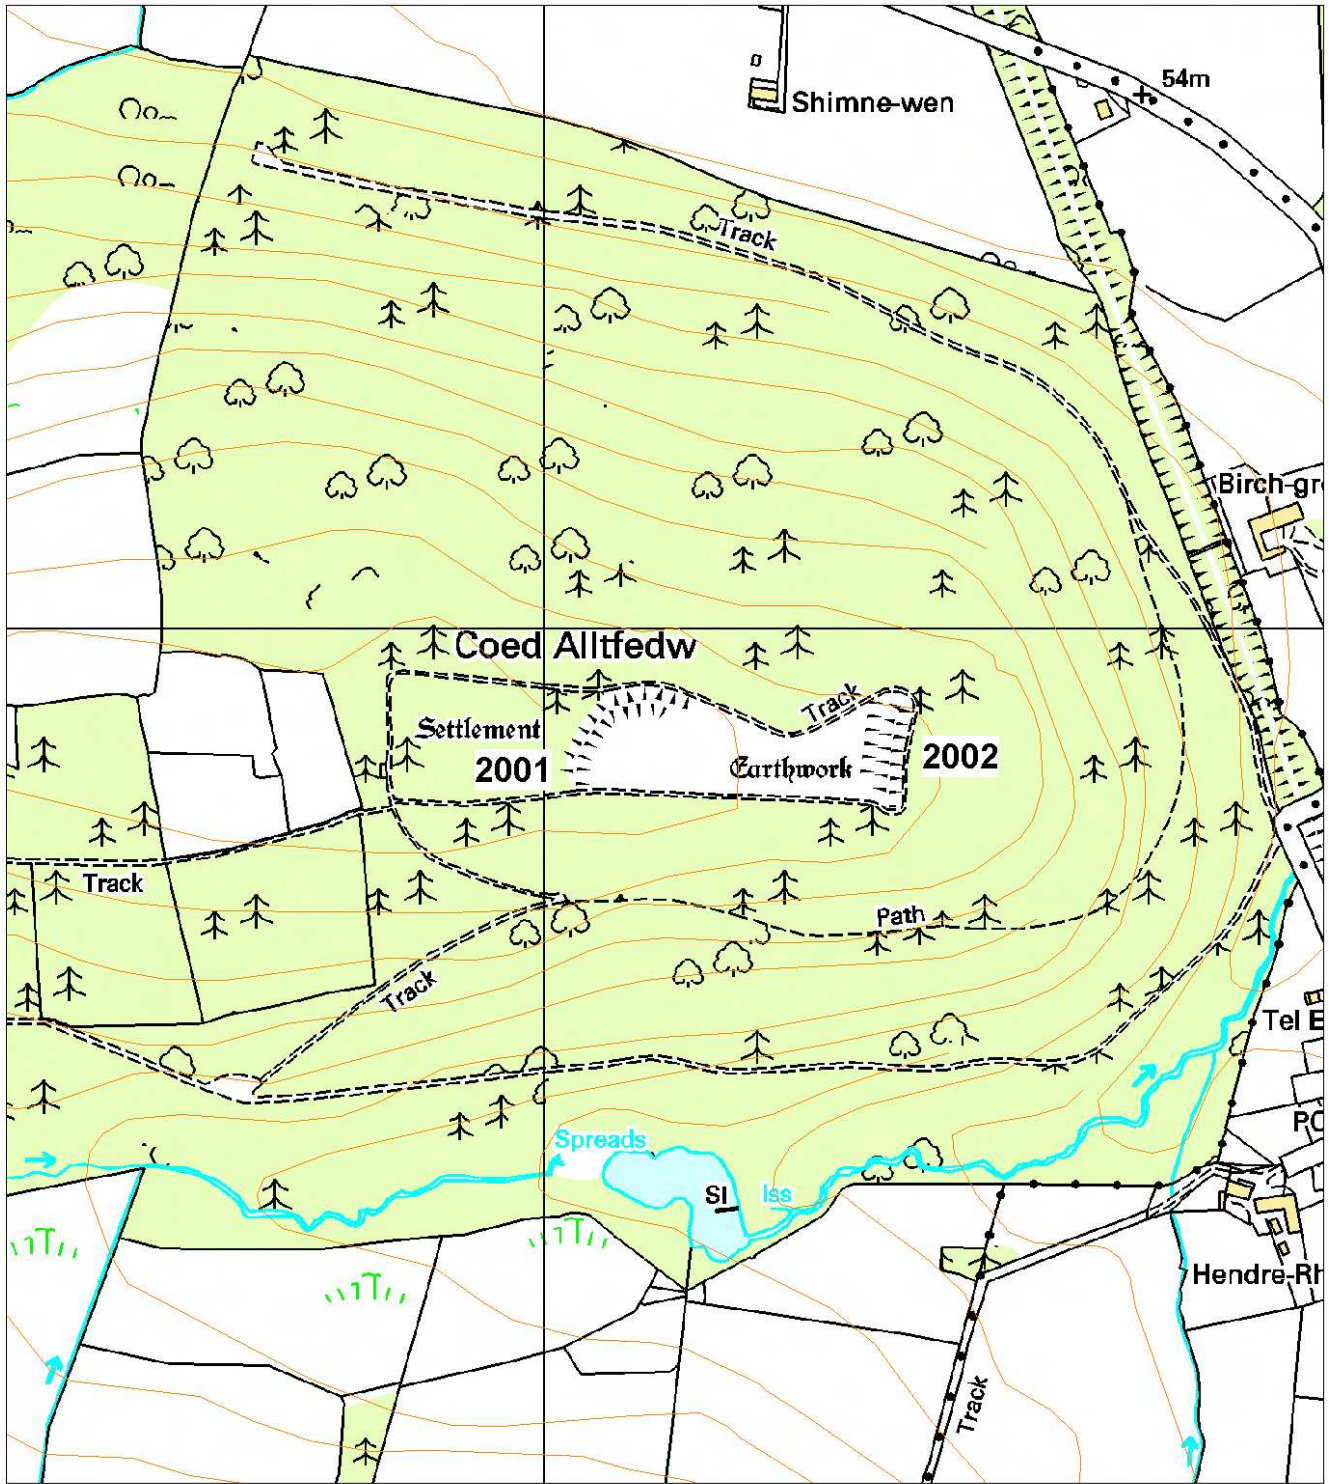 54m
Shimne-wen
Track
Birch-gr
Coed Alltfedw
Track
Settlement
2001
Earthwork
2002
Track
Path
Track
Tel E
PO
Spreads
Sl
Iss
Hendre-Rh
Track